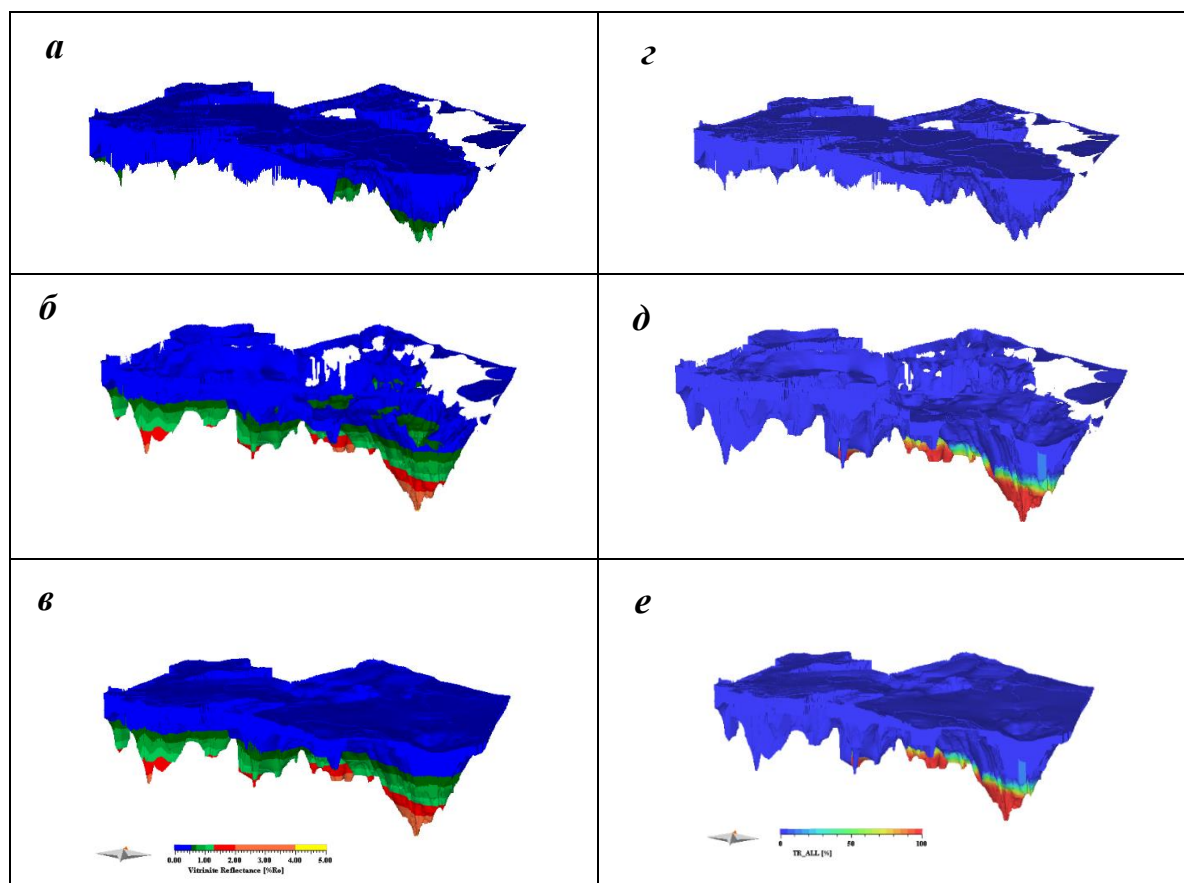 а
г
б
д
в
е
0.00 1.00 2.00 3.00 4.00 5.00
Vitrinite Reflectance [%Ro]
0 50 100
TR_ALL [%]